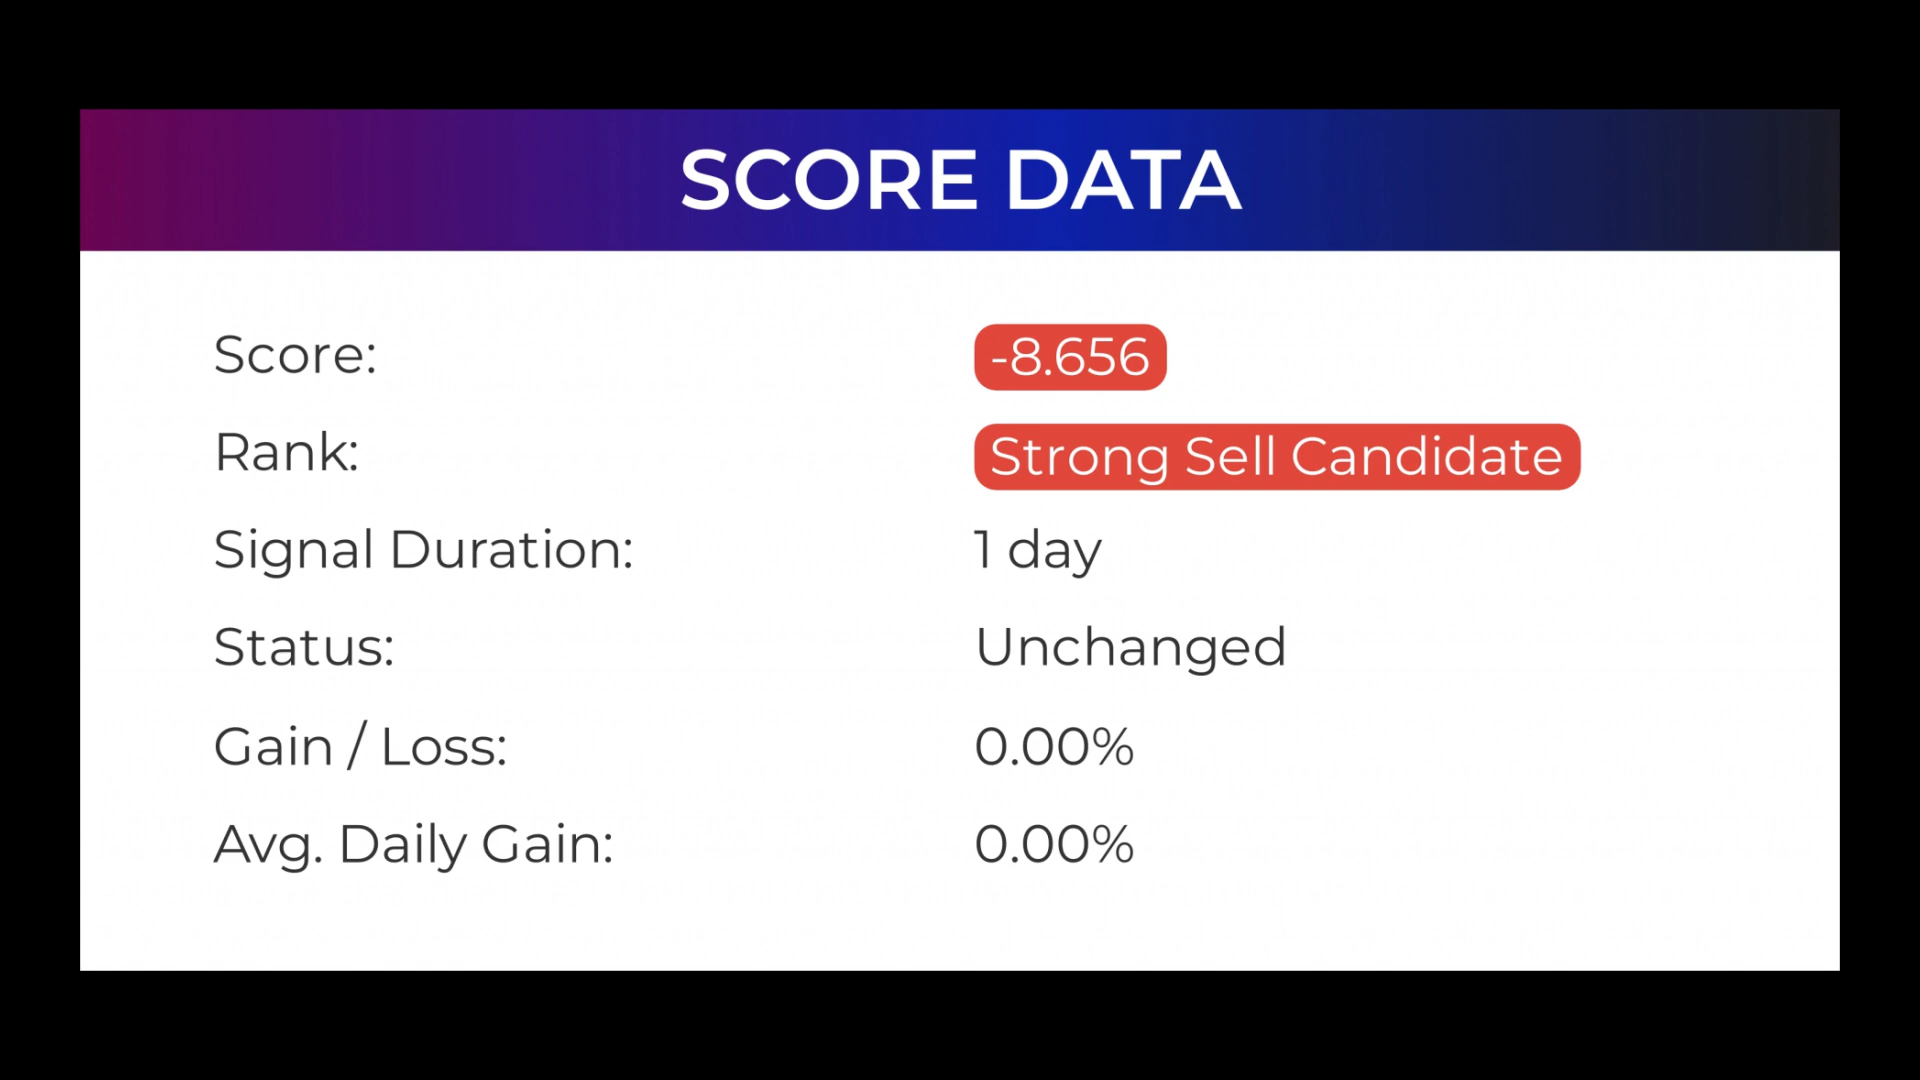 SCORE DATA
Score: -8.656
Rank: Strong Sell Candidate
Signal Duration: 1 day
Status: Unchanged
Gain / Loss: 0.00%
Avg. Daily Gain: 0.00%